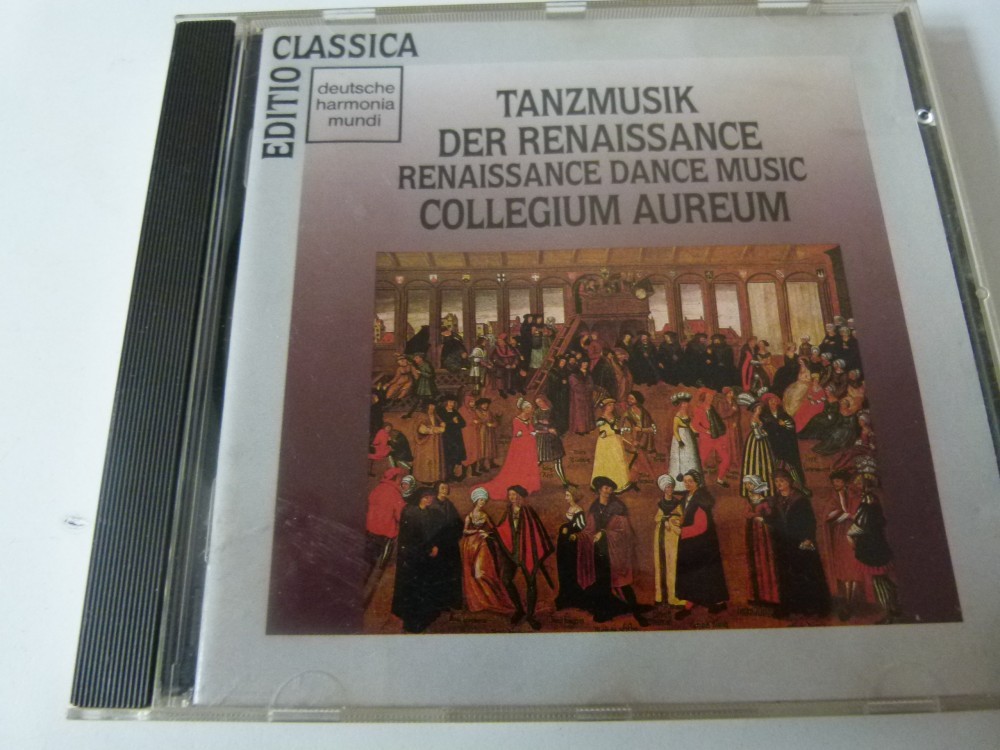 EDITIO
CLASSICA
deutsche
harmonia
mundi
TANZMUSIK
DER RENAISSANCE
RENAISSANCE DANCE MUSIC
COLLEGIUM AUREUM